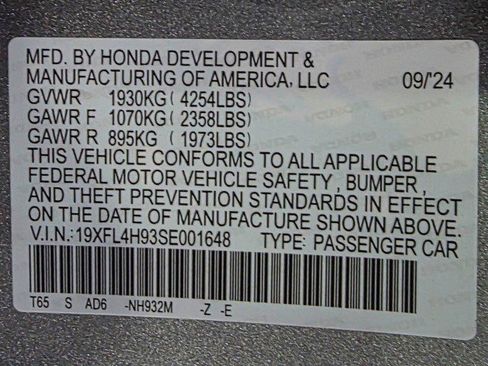 MFD. BY HONDA DEVELOPMENT &
MANUFACTURING OF AMERICA, LLC 09/'24
GVWR 1930KG ( 4254LBS)
GAWR F 1070KG ( 2358LBS)
GAWR R 895KG ( 1973LBS)
THIS VEHICLE CONFORMS TO ALL APPLICABLE
FEDERAL MOTOR VEHICLE SAFETY , BUMPER ,
AND THEFT PREVENTION STANDARDS IN EFFECT
ON THE DATE OF MANUFACTURE SHOWN ABOVE.
V.I.N.:19XFL4H93SE001648 TYPE: PASSENGER CAR
T65 S AD6 -NH932M -Z -E